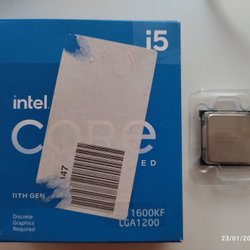 i5
intel
CORE
ED
147
11TH GEN
1600KF
Discrete
Graphics
Required
LGA1200
23/01/20